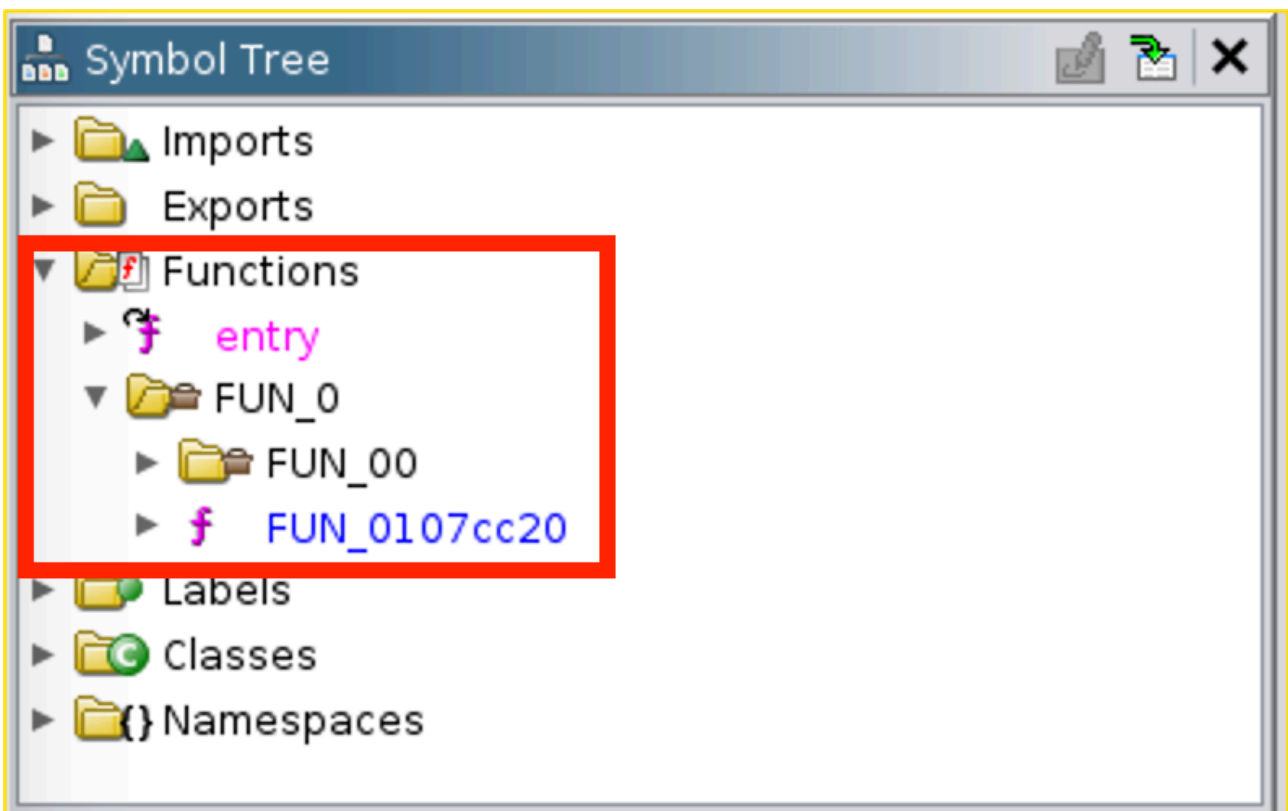 Symbol Tree
Imports
Exports
Functions
entry
FUN_0
FUN_00
FUN_0107cc20
Labels
Classes
Namespaces